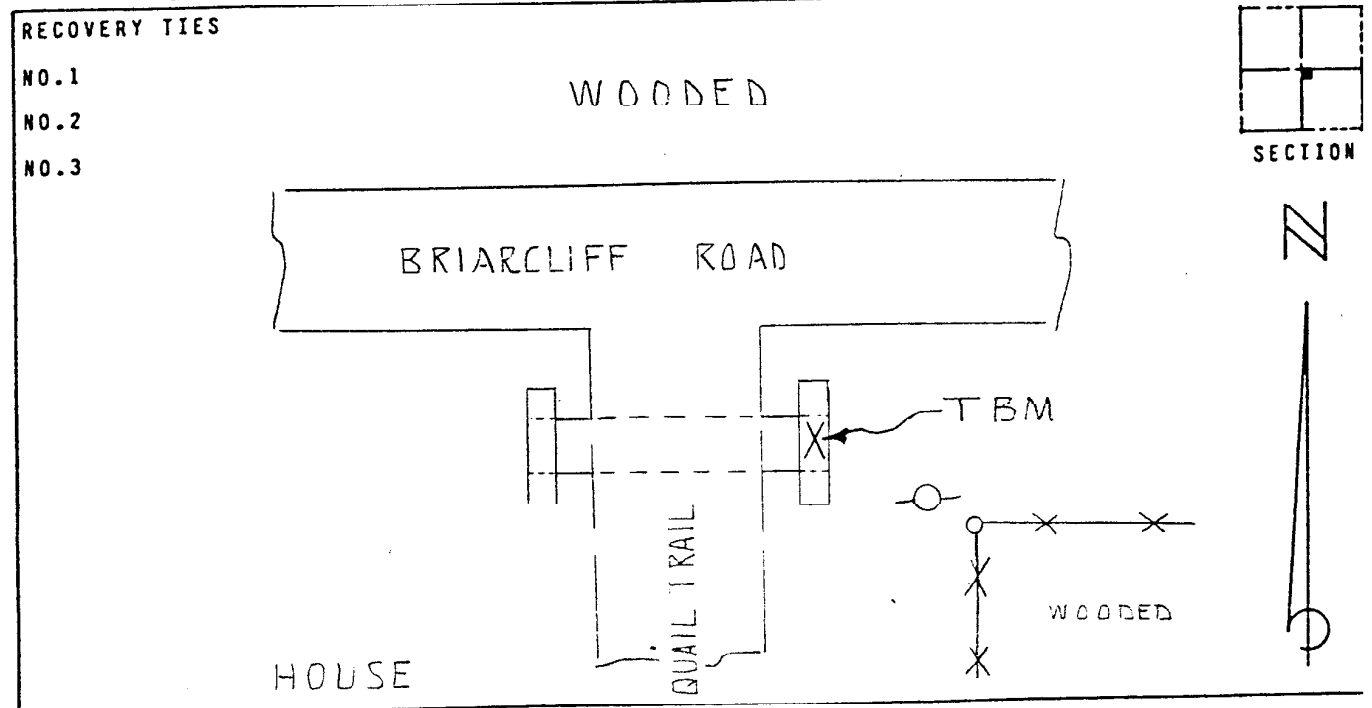 RECOVERY TIES
NO.1
NO.2
NO.3
WOODED
SECTION
N
BRIARCLIFF ROAD
TBM
QUAIL TRAIL
WOODED
HOUSE